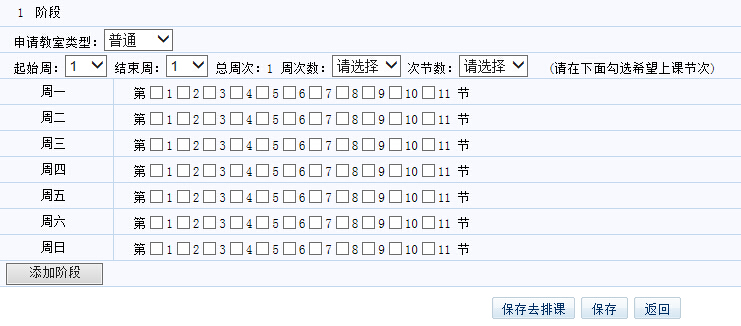 1 阶段
申请教室类型: 普通
起始周: 1 结束周: 1 总周次: 1 周次数: 请选择 次节数: 请选择 (请在下面勾选希望上课节次)
周一 第 1 2 3 4 5 6 7 8 9 10 11 节
周二 第 1 2 3 4 5 6 7 8 9 10 11 节
周三 第 1 2 3 4 5 6 7 8 9 10 11 节
周四 第 1 2 3 4 5 6 7 8 9 10 11 节
周五 第 1 2 3 4 5 6 7 8 9 10 11 节
周六 第 1 2 3 4 5 6 7 8 9 10 11 节
周日 第 1 2 3 4 5 6 7 8 9 10 11 节
添加阶段
保存去排课 保存 返回